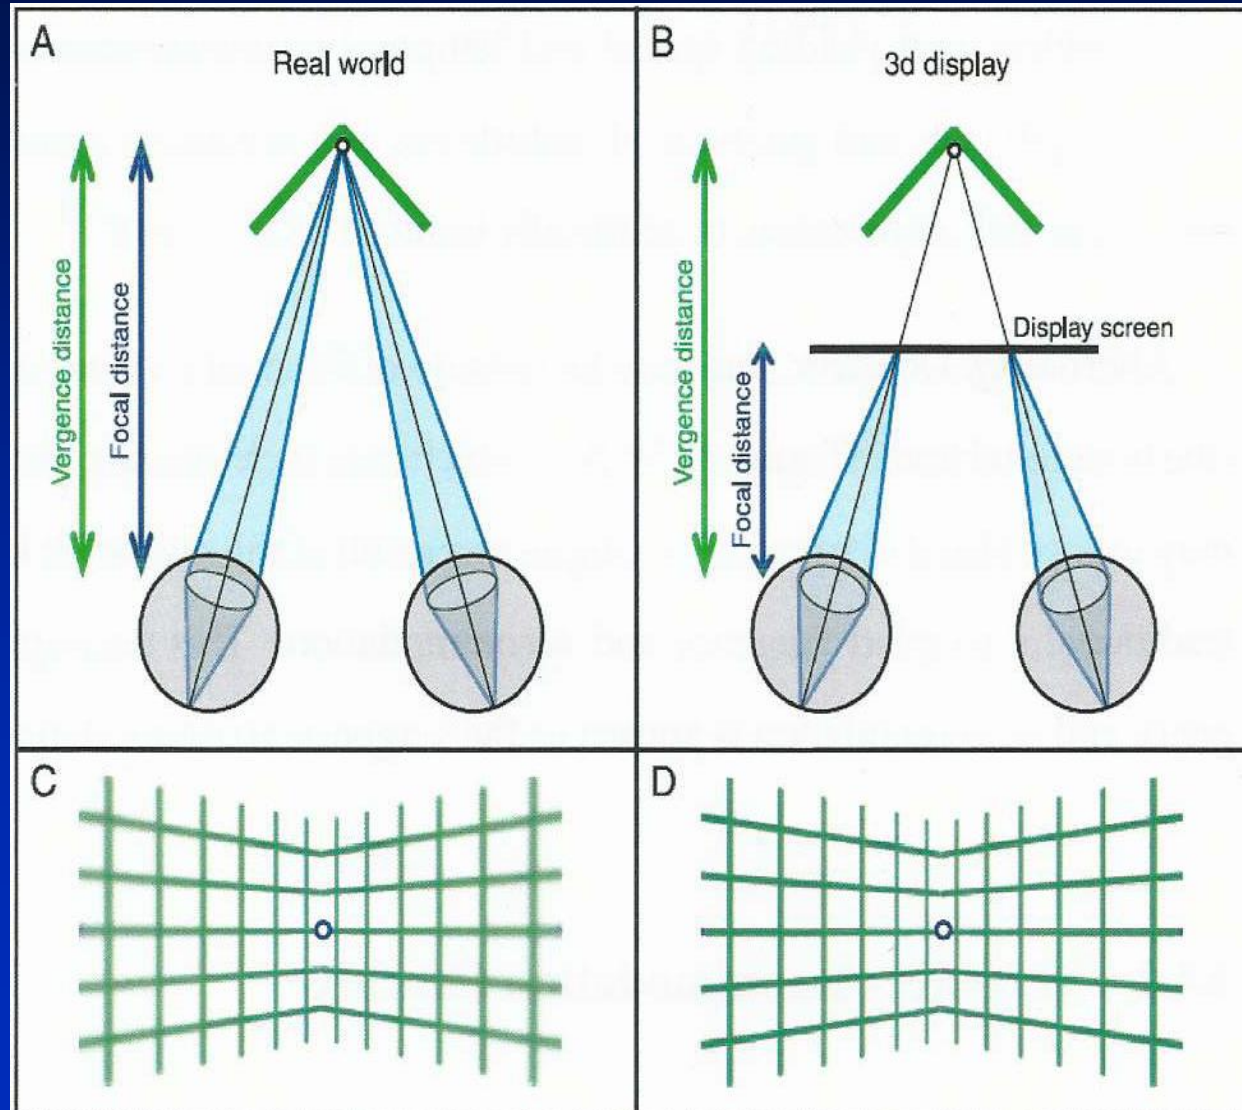 A
Real world
Vergence distance
Focal distance
B
3d display
Vergence distance
Focal distance
Display screen
C
D